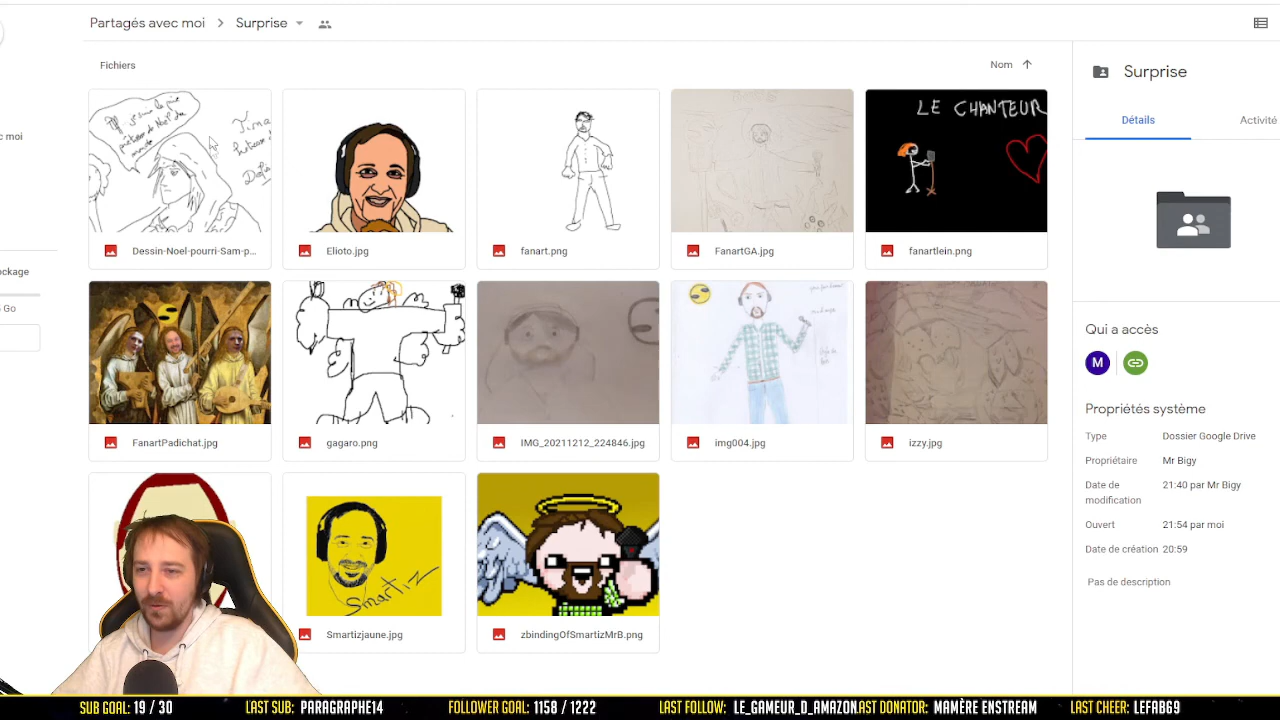 Partagés avec moi > Surprise
Fichiers
Nom
Surprise
Détails
Activité
c moi
ockage
Go
LE CHANTEUR
Dessin-Noel-pourri-Sam-p...
Elioto.jpg
fanart.png
FanartGA.jpg
fanartlein.png
FanartPadichat.jpg
gagaro.png
IMG_20211212_224846.jpg
img004.jpg
izzy.jpg
Smartiz
Smartizjaune.jpg
zbindingOfSmartizMrB.png
Qui a accès
M
Propriétés système
Type Dossier Google Drive
Propriétaire Mr Bigy
Date de modification 21:40 par Mr Bigy
Ouvert 21:54 par moi
Date de création 20:59
Pas de description
SUB GOAL: 19 / 30 LAST SUB: PARAGRAPHE14 FOLLOWER GOAL: 1158 / 1222 LAST FOLLOW: LE_GAMEUR_D_AMAZON LAST DONATOR: MAMÈRE ENSTREAM LAST CHEER: LEFAB69